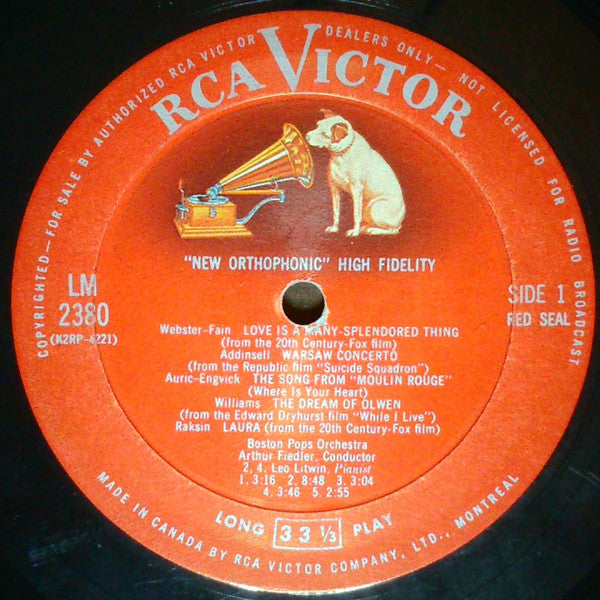 COPYRIGHTED—FOR SALE BY AUTHORIZED RCA VICTOR DEALERS ONLY— NOT LICENSED FOR RADIO BROADCAST
RCA VICTOR
"NEW ORTHOPHONIC" HIGH FIDELITY
LM
2380
(K2RP-4221)
SIDE 1
RED SEAL
Webster-Fain LOVE IS A MANY-SPLENDORED THING
(from the 20th Century-Fox film)
Addinsell WARSAW CONCERTO
(from the Republic film "Suicide Squadron")
Auric-Engvick THE SONG FROM "MOULIN ROUGE"
(Where Is Your Heart)
Williams THE DREAM OF OLWEN
(from the Edward Dryhurst film "While I Live")
Raksin LAURA (from the 20th Century-Fox film)
Boston Pops Orchestra
Arthur Fiedler, Conductor
2, 4. Leo Litwin, Pianist
1. 3:16 2. 8:48 3. 3:04
4. 3:46 5. 2:55
LONG 33 1/3 PLAY
MADE IN CANADA BY RCA VICTOR COMPANY, LTD., MONTREAL